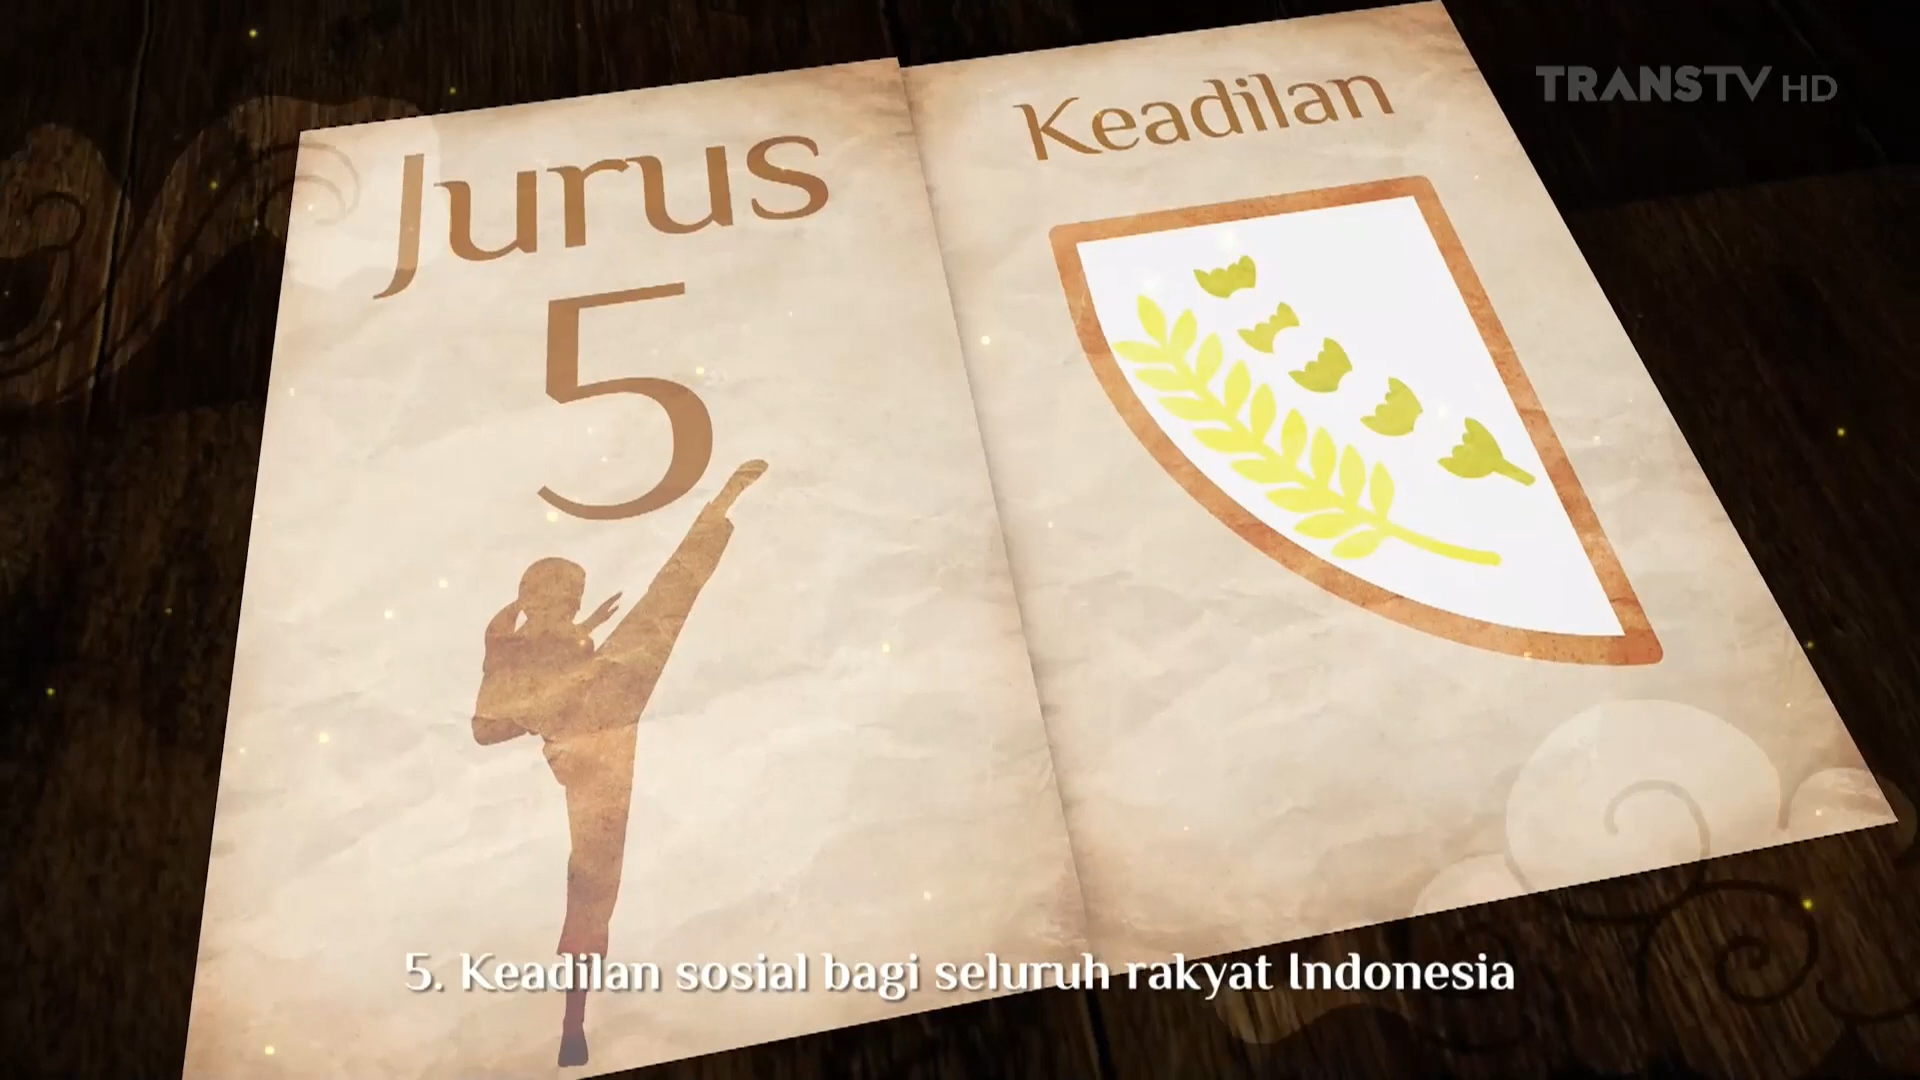 TRANSTV HD
Jurus
5
Keadilan
5. Keadilan sosial bagi seluruh rakyat Indonesia